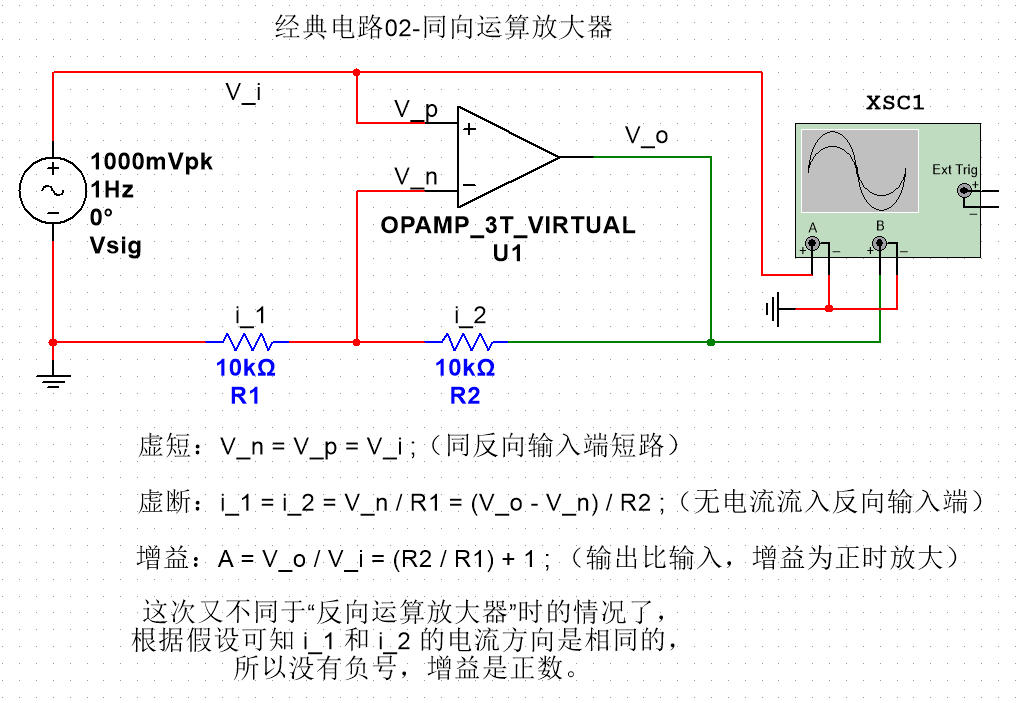 经典电路02-同向运算放大器
V_i
XSC1
V_p
+
V_o
1000mVpk
1Hz
0°
Vsig
+
−
V_n
−
OPAMP_3T_VIRTUAL
U1
Ext Trig
+
−
A
B
+
−
+
−
i_1
i_2
10kΩ
10kΩ
R1
R2
虚短：V_n = V_p = V_i ;（同反向输入端短路）
虚断：i_1 = i_2 = V_n / R1 = (V_o - V_n) / R2 ;（无电流流入反向输入端）
增益：A = V_o / V_i = (R2 / R1) + 1 ; （输出比输入，增益为正时放大）
这次又不同于“反向运算放大器”时的情况了，
根据假设可知 i_1 和 i_2 的电流方向是相同的，
所以没有负号，增益是正数。